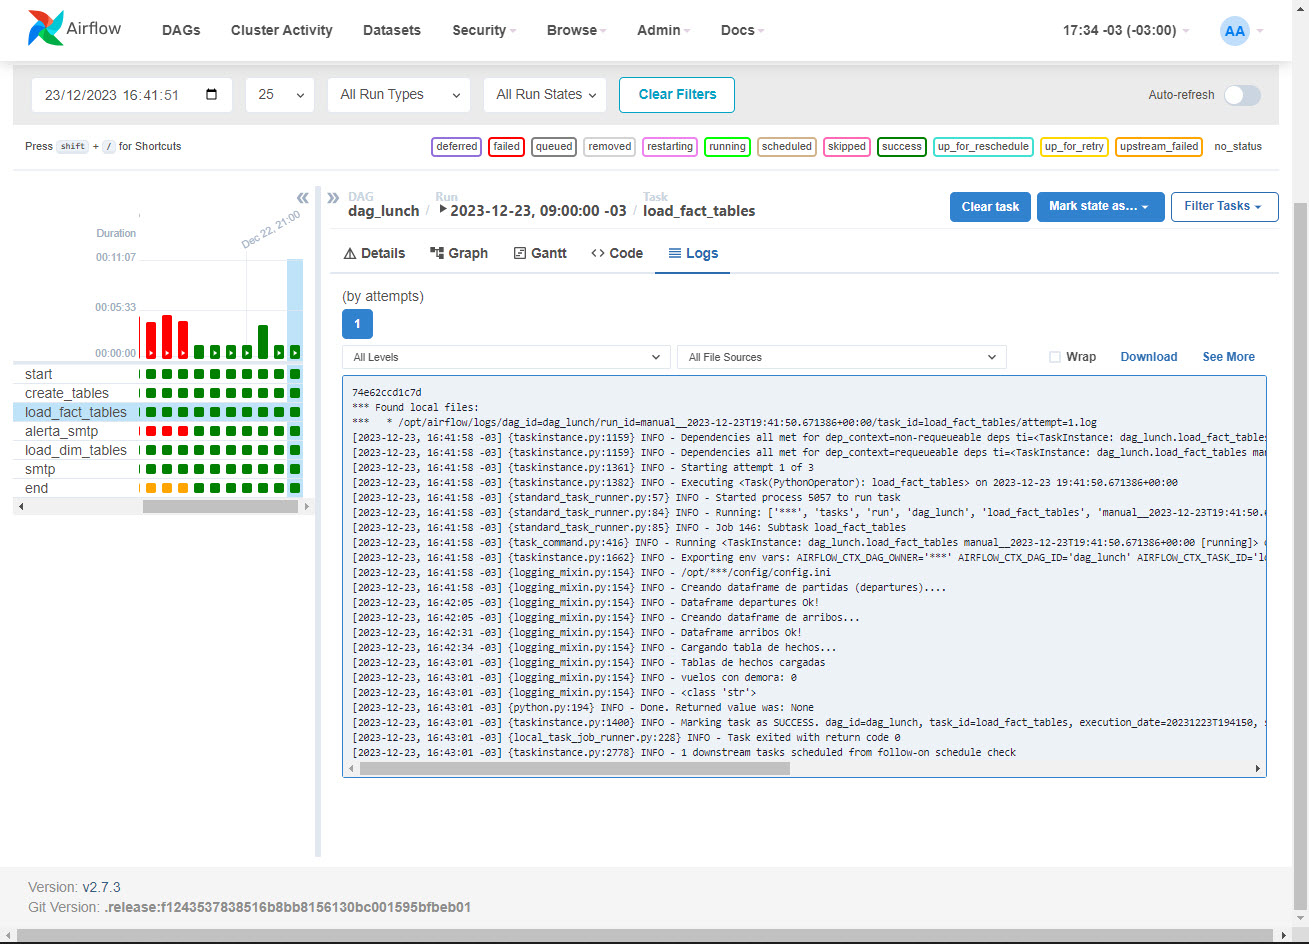 Airflow DAGs Cluster Activity Datasets Security Browse Admin Docs 17:34 -03 (-03:00) AA
23/12/2023 16:41:51 25 All Run Types All Run States Clear Filters Auto-refresh
Press shift + / for Shortcuts deferred failed queued removed restarting running scheduled skipped success up_for_reschedule up_for_retry upstream_failed no_status
Duration
Dec 22, 21:00
00:11:07
00:05:33
00:00:00
start
create_tables
load_fact_tables
alerta_smtp
load_dim_tables
smtp
end
DAG Run Task
dag_lunch / 2023-12-23, 09:00:00 -03 / load_fact_tables
Clear task Mark state as... Filter Tasks
Details Graph Gantt Code Logs
(by attempts)
1
All Levels All File Sources Wrap Download See More
74e62ccd1c7d
*** Found local files:
***   * /opt/airflow/logs/dag_id=dag_lunch/run_id=manual__2023-12-23T19:41:50.671386+00:00/task_id=load_fact_tables/attempt=1.log
[2023-12-23, 16:41:58 -03] {taskinstance.py:1159} INFO - Dependencies all met for dep_context=non-requeueable deps ti=<TaskInstance: dag_lunch.load_fact_tables
[2023-12-23, 16:41:58 -03] {taskinstance.py:1159} INFO - Dependencies all met for dep_context=requeueable deps ti=<TaskInstance: dag_lunch.load_fact_tables
[2023-12-23, 16:41:58 -03] {taskinstance.py:1361} INFO - Starting attempt 1 of 3
[2023-12-23, 16:41:58 -03] {taskinstance.py:1382} INFO - Executing <Task(PythonOperator): load_fact_tables> on 2023-12-23 19:41:50.671386+00:00
[2023-12-23, 16:41:58 -03] {standard_task_runner.py:57} INFO - Started process 5057 to run task
[2023-12-23, 16:41:58 -03] {standard_task_runner.py:84} INFO - Running: ['***', 'tasks', 'run', 'dag_lunch', 'load_fact_tables', 'manual__2023-12-23T19:41:50.
[2023-12-23, 16:41:58 -03] {standard_task_runner.py:85} INFO - Job 146: Subtask load_fact_tables
[2023-12-23, 16:41:58 -03] {task_command.py:416} INFO - Running <TaskInstance: dag_lunch.load_fact_tables manual__2023-12-23T19:41:50.671386+00:00 [running]>
[2023-12-23, 16:41:58 -03] {taskinstance.py:1662} INFO - Exporting env vars: AIRFLOW_CTX_DAG_OWNER='***' AIRFLOW_CTX_DAG_ID='dag_lunch' AIRFLOW_CTX_TASK_ID=
[2023-12-23, 16:41:58 -03] {logging_mixin.py:154} INFO - /opt/***/config/config.ini
[2023-12-23, 16:41:58 -03] {logging_mixin.py:154} INFO - Creando dataframe de partidas (departures)....
[2023-12-23, 16:42:05 -03] {logging_mixin.py:154} INFO - Dataframe departures Ok!
[2023-12-23, 16:42:05 -03] {logging_mixin.py:154} INFO - Creando dataframe de arribos...
[2023-12-23, 16:42:31 -03] {logging_mixin.py:154} INFO - Dataframe arribos Ok!
[2023-12-23, 16:42:34 -03] {logging_mixin.py:154} INFO - Cargando tabla de hechos...
[2023-12-23, 16:43:01 -03] {logging_mixin.py:154} INFO - Tablas de hechos cargadas
[2023-12-23, 16:43:01 -03] {logging_mixin.py:154} INFO - vuelos con demora: 0
[2023-12-23, 16:43:01 -03] {logging_mixin.py:154} INFO - <class 'str'>
[2023-12-23, 16:43:01 -03] {python.py:194} INFO - Done. Returned value was: None
[2023-12-23, 16:43:01 -03] {taskinstance.py:1400} INFO - Marking task as SUCCESS. dag_id=dag_lunch, task_id=load_fact_tables, execution_date=20231223T194150,
[2023-12-23, 16:43:01 -03] {local_task_job_runner.py:228} INFO - Task exited with return code 0
[2023-12-23, 16:43:01 -03] {taskinstance.py:2778} INFO - 1 downstream tasks scheduled from follow-on schedule check
Version: v2.7.3
Git Version: .release:f1243537838516b8bb8156130bc001595bfbeb01